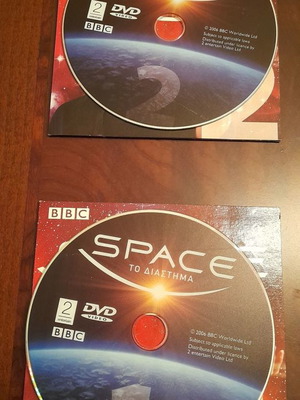 2
DVD
VIDEO
BBC
© 2006 BBC Worldwide Ltd
Subject to applicable laws
Distributed under licence by
2 entertain Video Ltd
2
BBC
SPACE
ΤΟ ΔΙΑΣΤΗΜΑ
2
DVD
VIDEO
BBC
© 2006 BBC Worldwide Ltd
Subject to applicable laws
Distributed under licence by
2 entertain Video Ltd
1